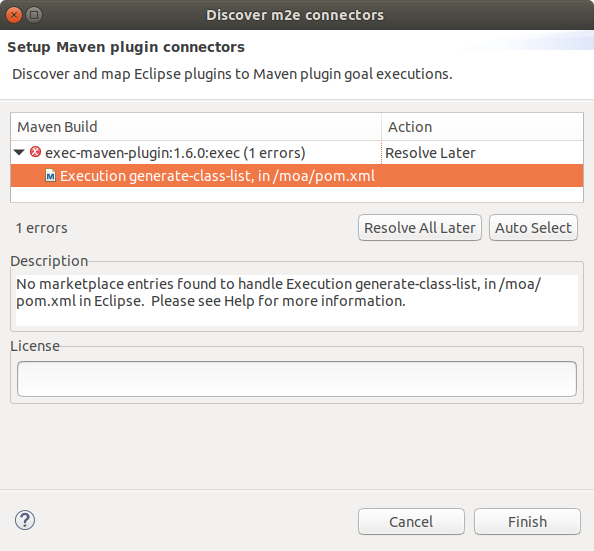 Discover m2e connectors
Setup Maven plugin connectors
Discover and map Eclipse plugins to Maven plugin goal executions.
Maven Build Action
exec-maven-plugin:1.6.0:exec (1 errors) Resolve Later
M Execution generate-class-list, in /moa/pom.xml
1 errors Resolve All Later Auto Select
Description
No marketplace entries found to handle Execution generate-class-list, in /moa/
pom.xml in Eclipse.  Please see Help for more information.
License
? Cancel Finish